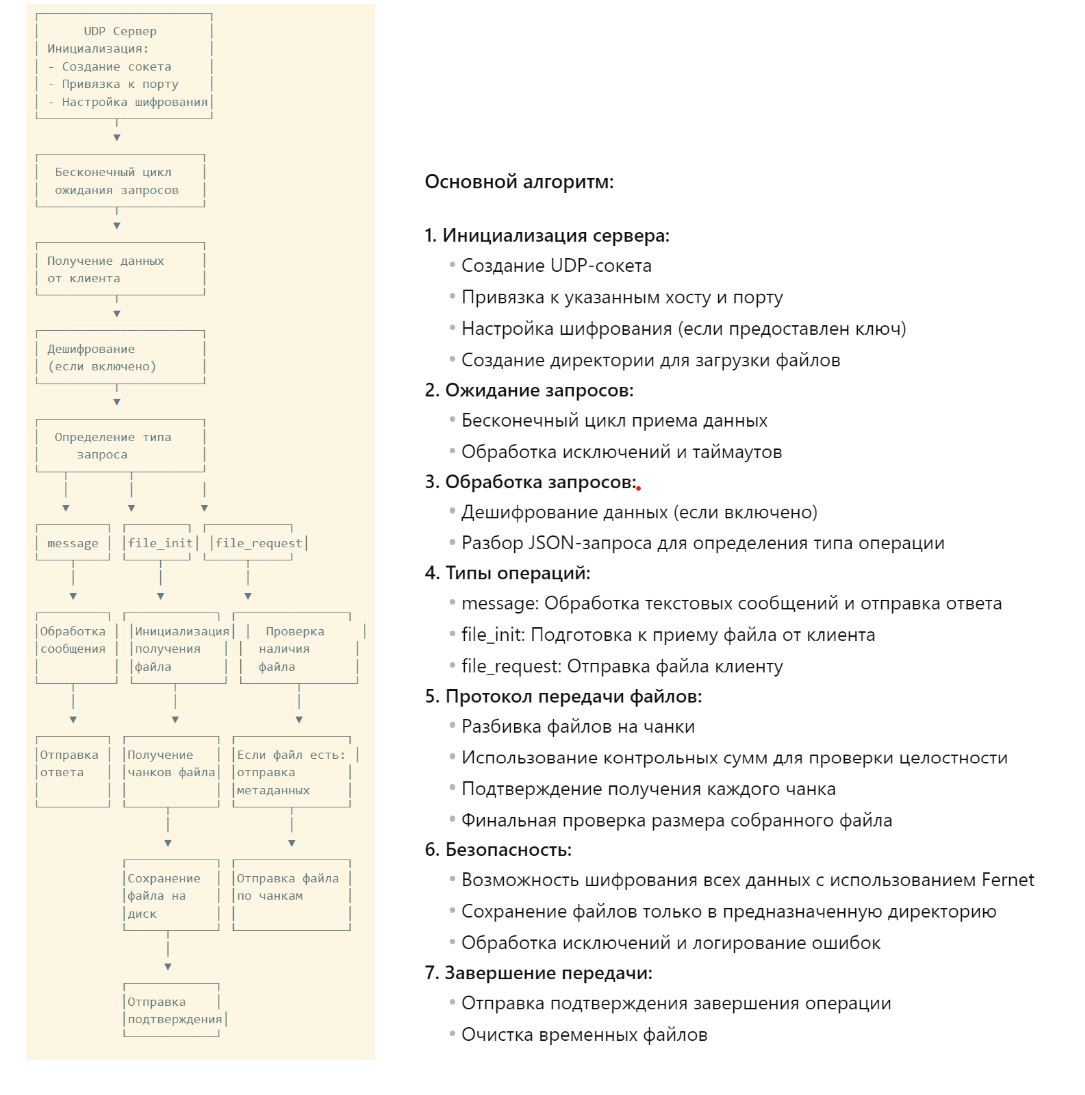 UDP Сервер
Инициализация:
- Создание сокета
- Привязка к порту
- Настройка шифрования
Бесконечный цикл
ожидания запросов
Получение данных
от клиента
Дешифрование
(если включено)
Определение типа
запроса
message
file_init
file_request
Обработка
сообщения
Инициализация
получения
файла
Проверка
наличия
файла
Отправка
ответа
Получение
чанков файла
Если файл есть:
отправка
метаданных
Сохранение
файла на
диск
Отправка файла
по чанкам
Отправка
подтверждения
Основной алгоритм:
1. Инициализация сервера:
• Создание UDP-сокета
• Привязка к указанным хосту и порту
• Настройка шифрования (если предоставлен ключ)
• Создание директории для загрузки файлов
2. Ожидание запросов:
• Бесконечный цикл приема данных
• Обработка исключений и таймаутов
3. Обработка запросов:
• Дешифрование данных (если включено)
• Разбор JSON-запроса для определения типа операции
4. Типы операций:
• message: Обработка текстовых сообщений и отправка ответа
• file_init: Подготовка к приему файла от клиента
• file_request: Отправка файла клиенту
5. Протокол передачи файлов:
• Разбивка файлов на чанки
• Использование контрольных сумм для проверки целостности
• Подтверждение получения каждого чанка
• Финальная проверка размера собранного файла
6. Безопасность:
• Возможность шифрования всех данных с использованием Fernet
• Сохранение файлов только в предназначенную директорию
• Обработка исключений и логирование ошибок
7. Завершение передачи:
• Отправка подтверждения завершения операции
• Очистка временных файлов